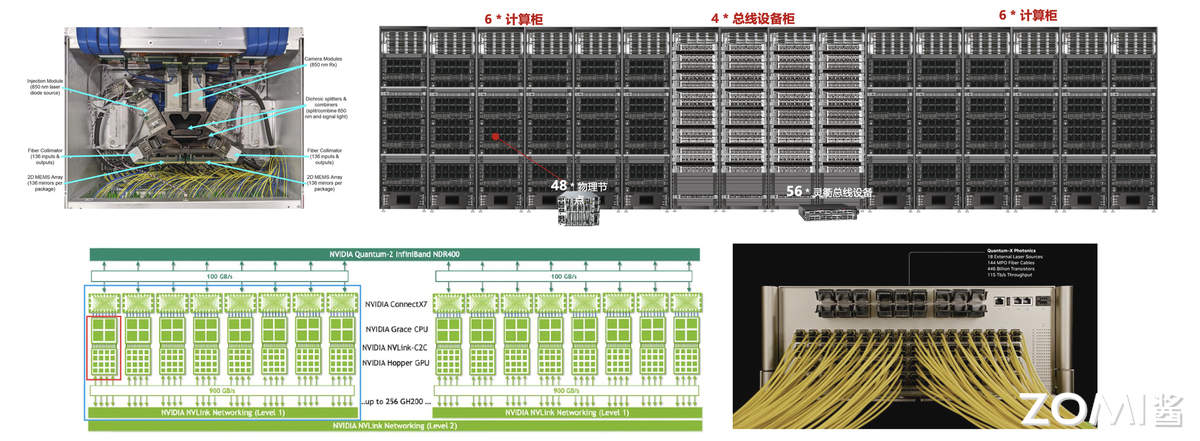 Camera Modules
(850 nm Rx)
Injection Module
(850 nm laser
diode source)
Dichroic splitters &
combiners
(split/combine 850
nm and signal light)
Fiber Collimator
(136 inputs &
outputs)
Fiber Collimator
(136 inputs &
outputs)
2D MEMS Array
(136 mirrors per
package)
2D MEMS Array
(136 mirrors per
package)
6 * 计算柜
4 * 总线设备柜
6 * 计算柜
48 * 物理节
点
56 * 灵衢总线设备
NVIDIA Quantum-2 InfiniBand NDR400
100 GB/s
100 GB/s
NVIDIA ConnectX7
NVIDIA Grace CPU
NVIDIA NVLink-C2C
NVIDIA Hopper GPU
900 GB/s
900 GB/s
...up to 256 GH200 ...
NVIDIA NVLink Networking (Level 1)
NVIDIA NVLink Networking (Level 1)
NVIDIA NVLink Networking (Level 2)
Quantum-X Photonics
18 External Laser Sources
144 MPO Fiber Cables
446 Billion Transistors
115 Tb/s Throughput
ZOMI酱